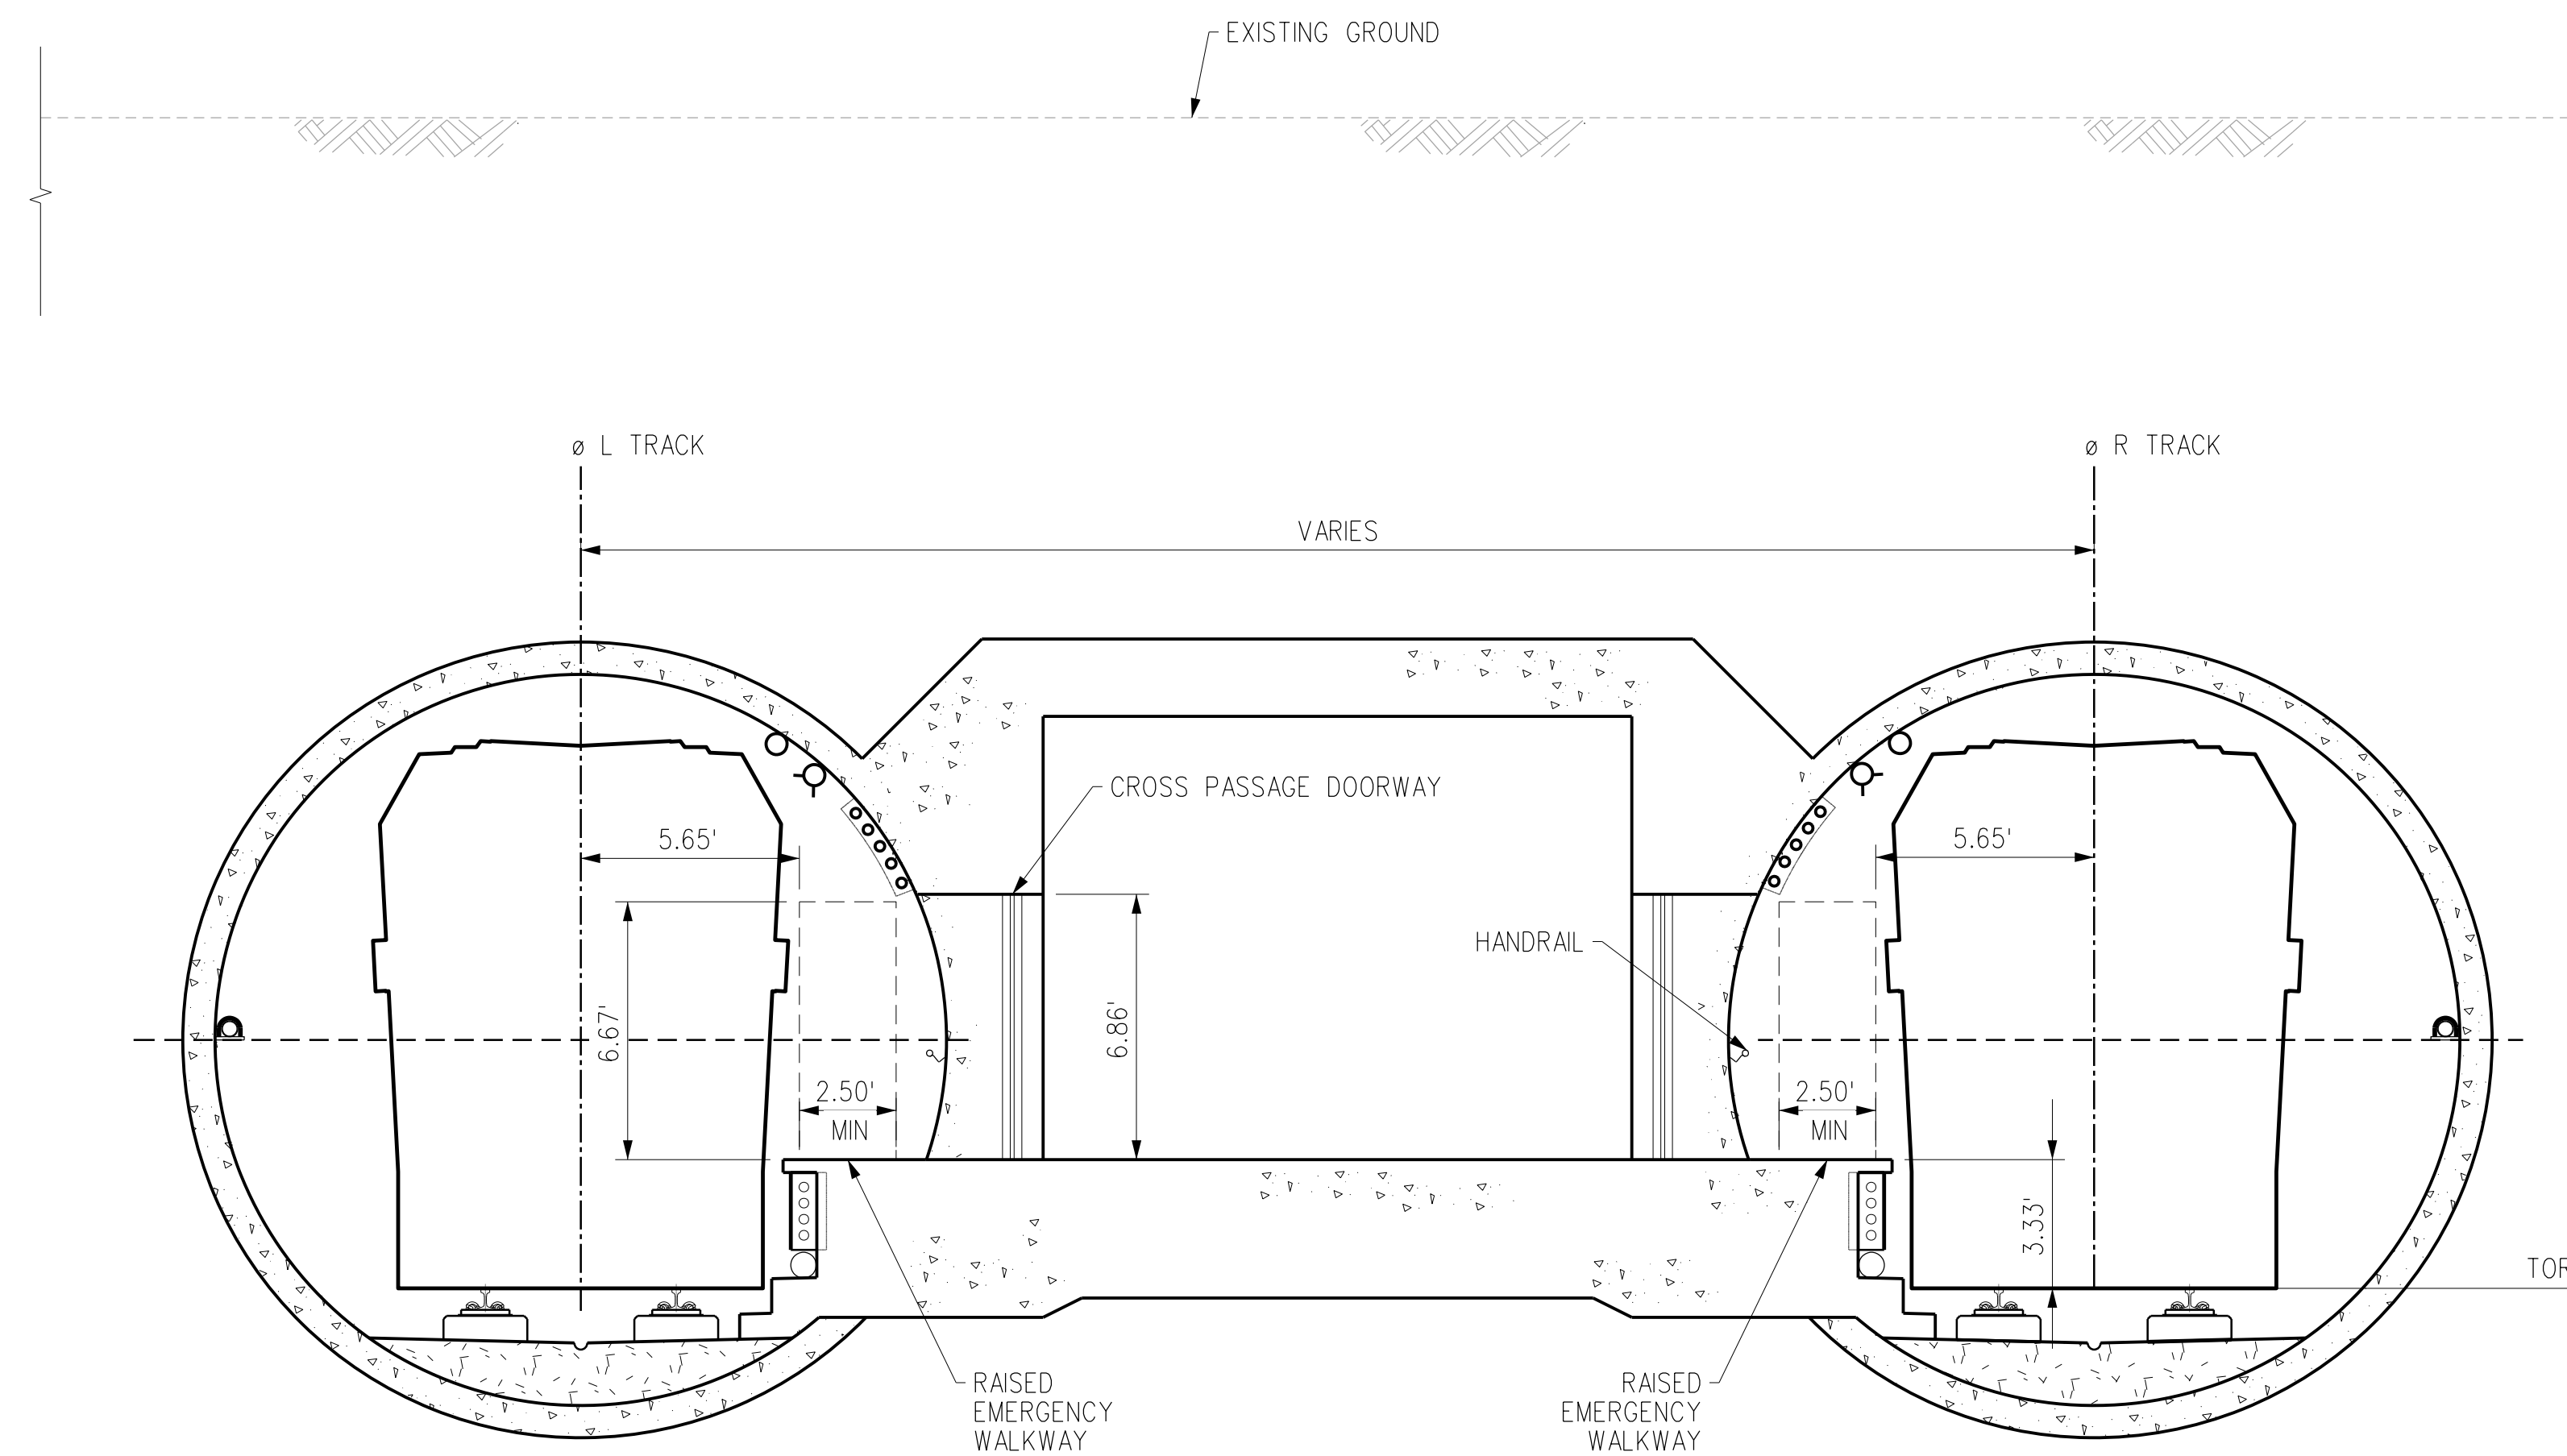 EXISTING GROUND
ø L TRACK
ø R TRACK
VARIES
CROSS PASSAGE DOORWAY
5.65'
5.65'
HANDRAIL
6.67'
6.86'
2.50'
MIN
2.50'
MIN
3.33'
TOR
RAISED
EMERGENCY
WALKWAY
RAISED
EMERGENCY
WALKWAY